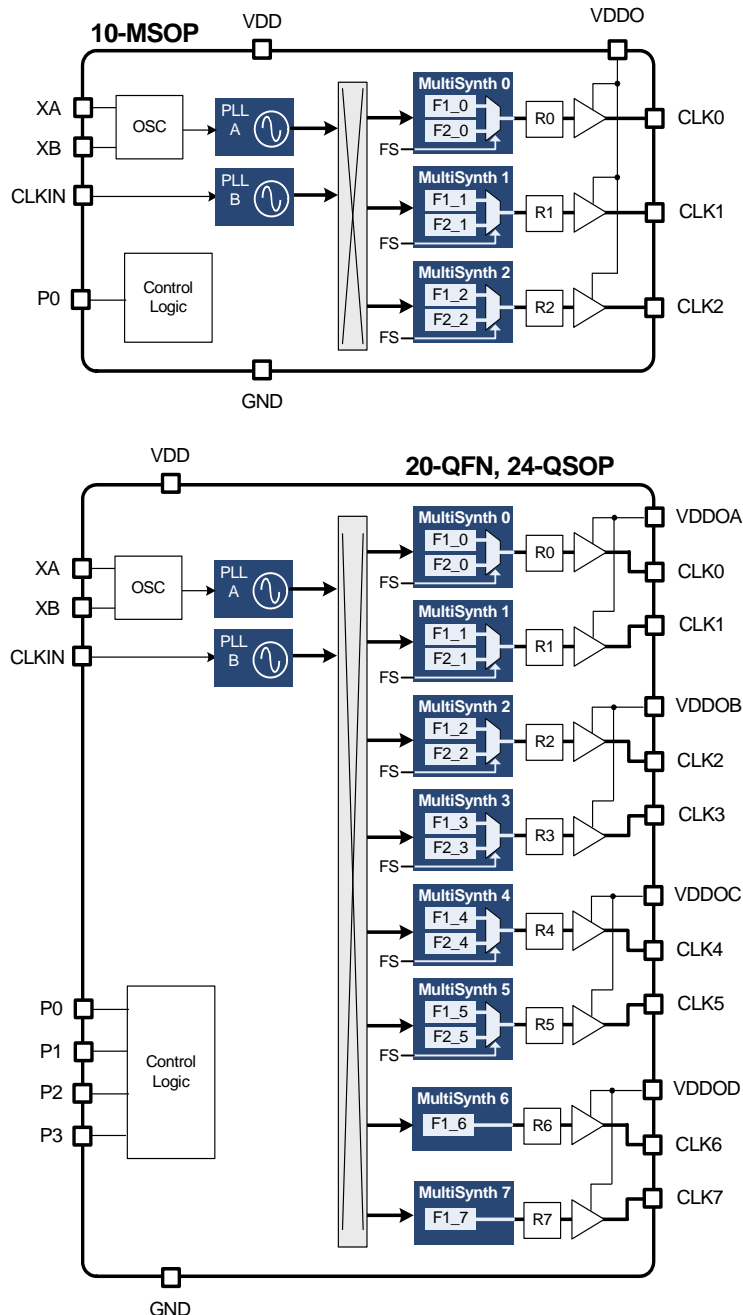 10-MSOP
VDD
VDDO
XA
XB
CLKIN
P0
OSC
PLL
A
PLL
B
Control
Logic
MultiSynth 0
F1_0
F2_0
FS
R0
CLK0
MultiSynth 1
F1_1
F2_1
FS
R1
CLK1
MultiSynth 2
F1_2
F2_2
FS
R2
CLK2
GND
20-QFN, 24-QSOP
VDD
XA
XB
CLKIN
OSC
PLL
A
PLL
B
MultiSynth 0
F1_0
F2_0
FS
R0
VDDOA
CLK0
MultiSynth 1
F1_1
F2_1
FS
R1
CLK1
MultiSynth 2
F1_2
F2_2
FS
R2
VDDOB
CLK2
MultiSynth 3
F1_3
F2_3
FS
R3
CLK3
MultiSynth 4
F1_4
F2_4
FS
R4
VDDOC
CLK4
MultiSynth 5
F1_5
F2_5
FS
R5
CLK5
P0
P1
P2
P3
Control
Logic
MultiSynth 6
F1_6
R6
VDDOD
CLK6
MultiSynth 7
F1_7
R7
CLK7
GND